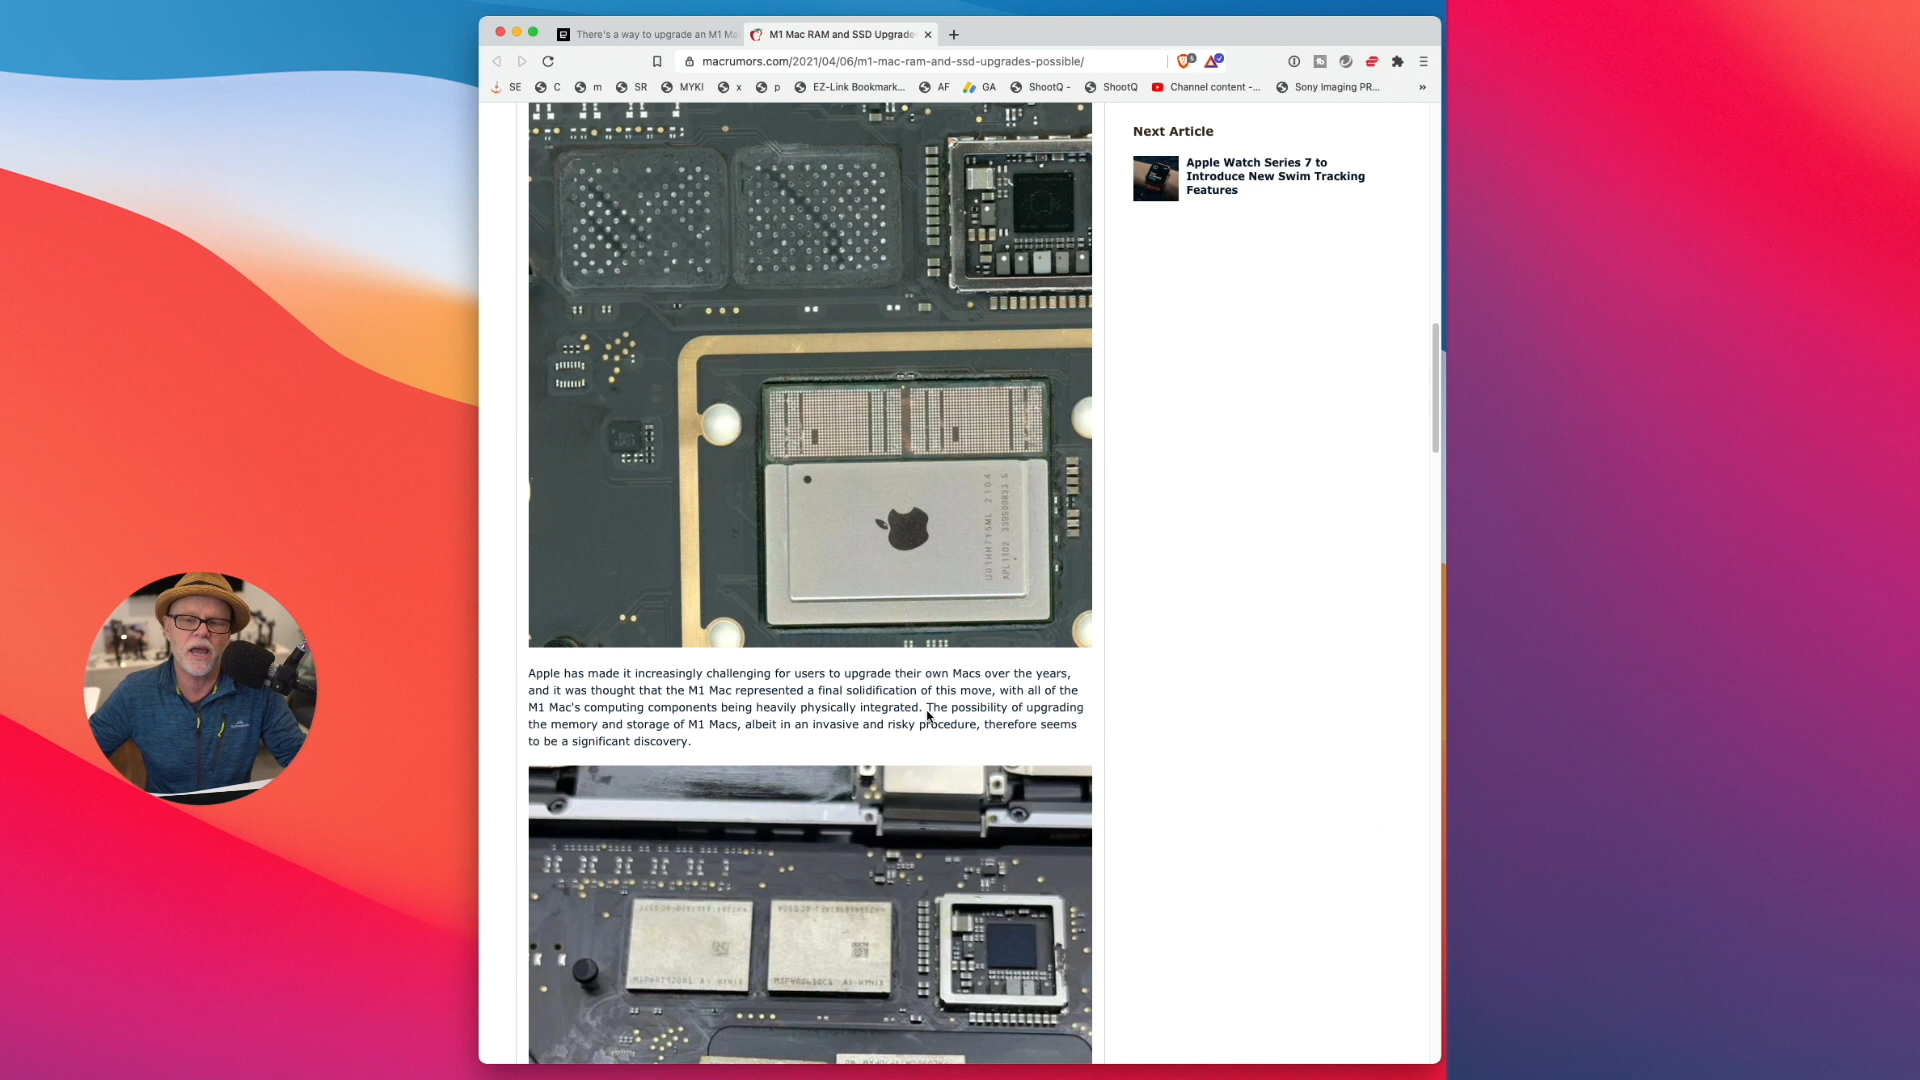 There's a way to upgrade an M1 Ma
M1 Mac RAM and SSD Upgrade
macrumors.com/2021/04/06/m1-mac-ram-and-ssd-upgrades-possible/
SE C m SR MYKI x p EZ-Link Bookmark... AF GA ShootQ - ShootQ Channel content -... Sony Imaging PR... »
Next Article
Apple Watch Series 7 to
Introduce New Swim Tracking
Features
U01HH7Y5ML 2104
APL1102 339S00833
Apple has made it increasingly challenging for users to upgrade their own Macs over the years,
and it was thought that the M1 Mac represented a final solidification of this move, with all of the
M1 Mac's computing components being heavily physically integrated. The possibility of upgrading
the memory and storage of M1 Macs, albeit in an invasive and risky procedure, therefore seems
to be a significant discovery.